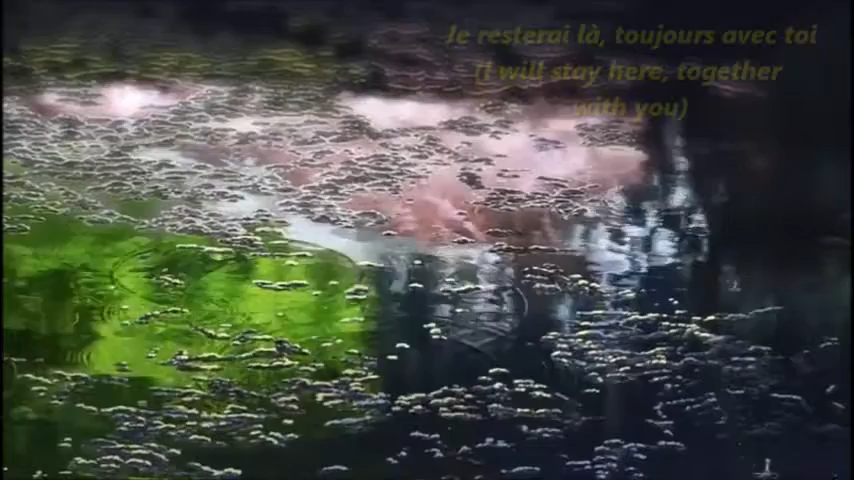 Je resterai là, toujours avec toi
(I will stay here, together
with you)